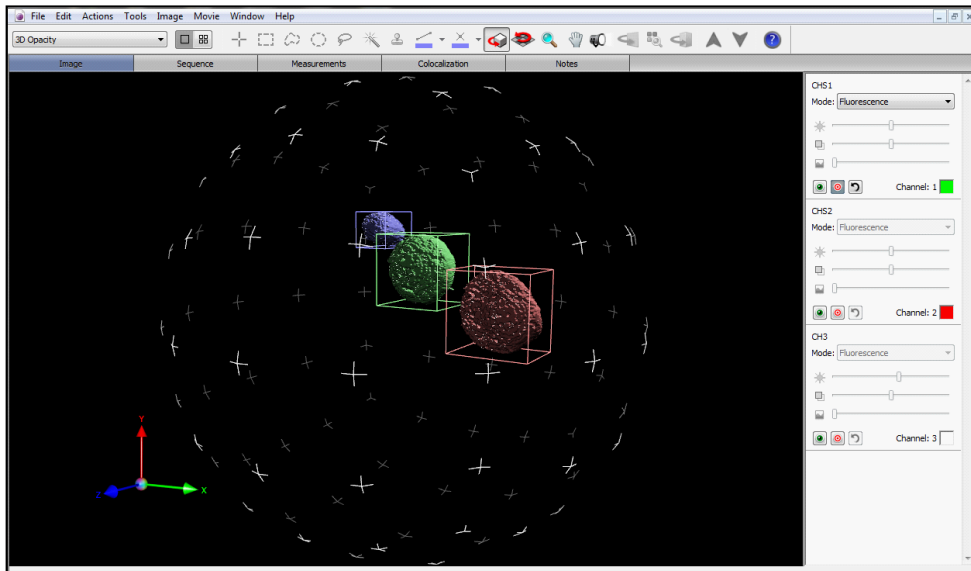 File Edit Actions Tools Image Movie Window Help
3D Opacity
Image Sequence Measurements Colocalization Notes
CHS1
Mode: Fluorescence
Channel: 1
CHS2
Mode: Fluorescence
Channel: 2
CH3
Mode: Fluorescence
Channel: 3
Y
Z
X